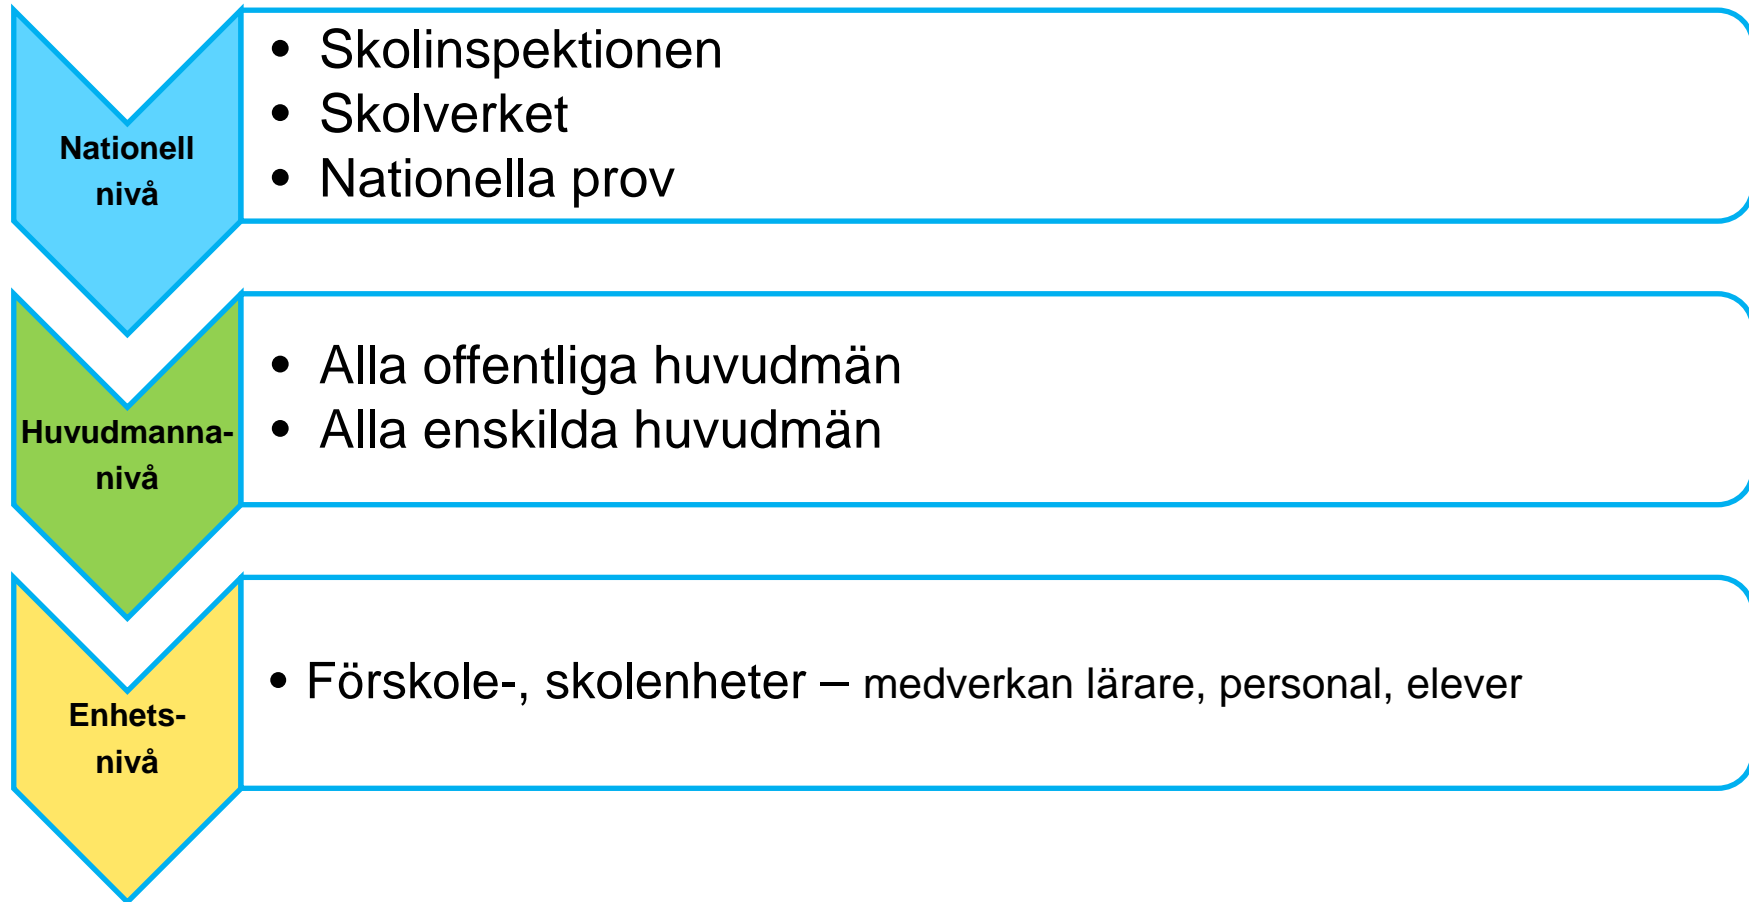 Nationell
nivå
• Skolinspektionen
• Skolverket
• Nationella prov
Huvudmanna-
nivå
• Alla offentliga huvudmän
• Alla enskilda huvudmän
Enhets-
nivå
• Förskole-, skolenheter – medverkan lärare, personal, elever